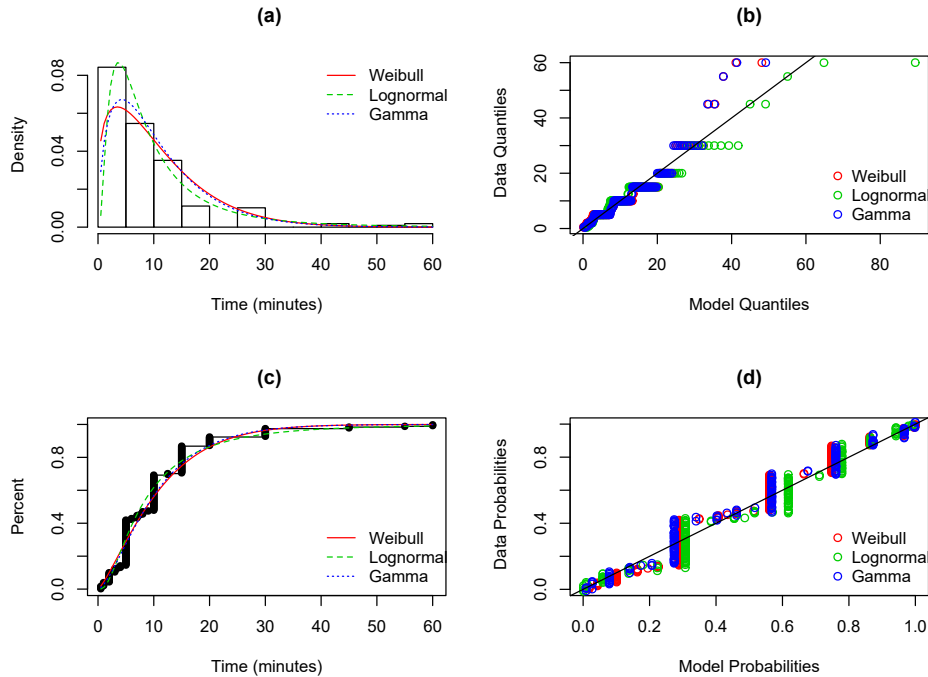 (a)
Density
0.00
0.04
0.08
Weibull
Lognormal
Gamma
0 10 20 30 40 50 60
Time (minutes)
(b)
Data Quantiles
0
20
40
60
Weibull
Lognormal
Gamma
0 20 40 60 80
Model Quantiles
(c)
Percent
0.0
0.4
0.8
Weibull
Lognormal
Gamma
0 10 20 30 40 50 60
Time (minutes)
(d)
Data Probabilities
0.0
0.4
0.8
Weibull
Lognormal
Gamma
0.0 0.2 0.4 0.6 0.8 1.0
Model Probabilities